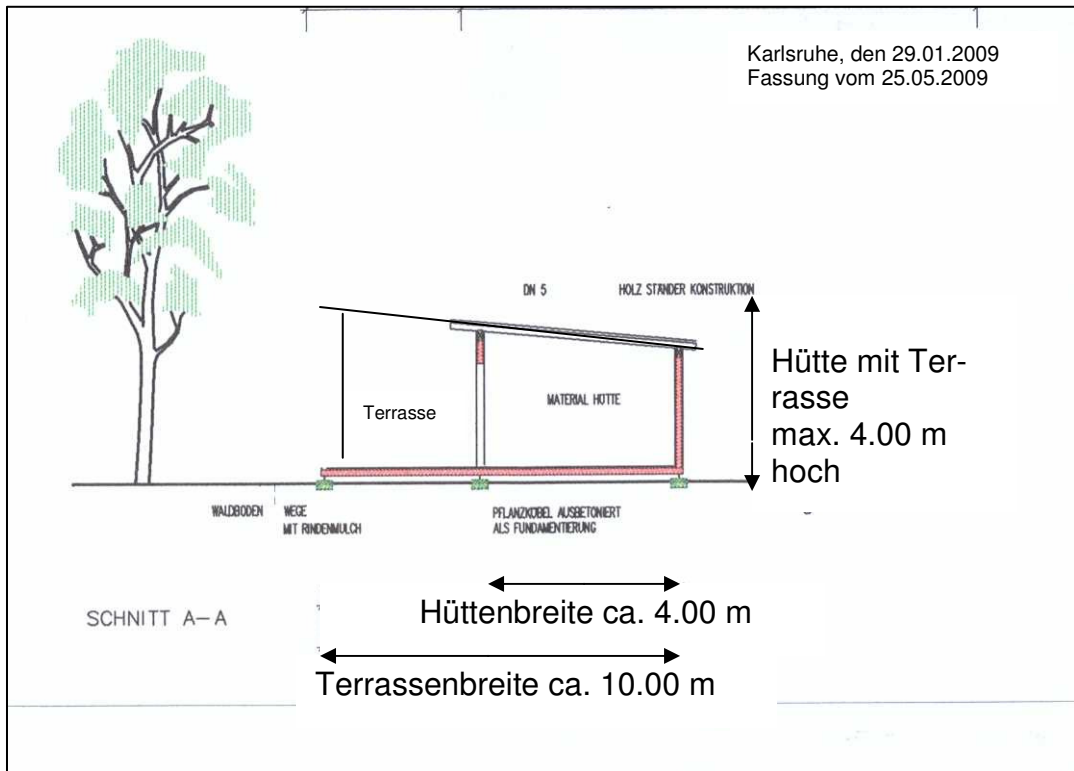 Karlsruhe, den 29.01.2009
Fassung vom 25.05.2009
DN 5
HOLZ STÄNDER KONSTRUKTION
Hütte mit Ter-
rasse
max. 4.00 m
hoch
MATERIAL HÜTTE
Terrasse
WALDBODEN
WEGE
MIT RINDENMULCH
PFLANZKÜBEL AUSBETONIERT
ALS FUNDAMENTIERUNG
Hüttenbreite ca. 4.00 m
SCHNITT A-A
Terrassenbreite ca. 10.00 m